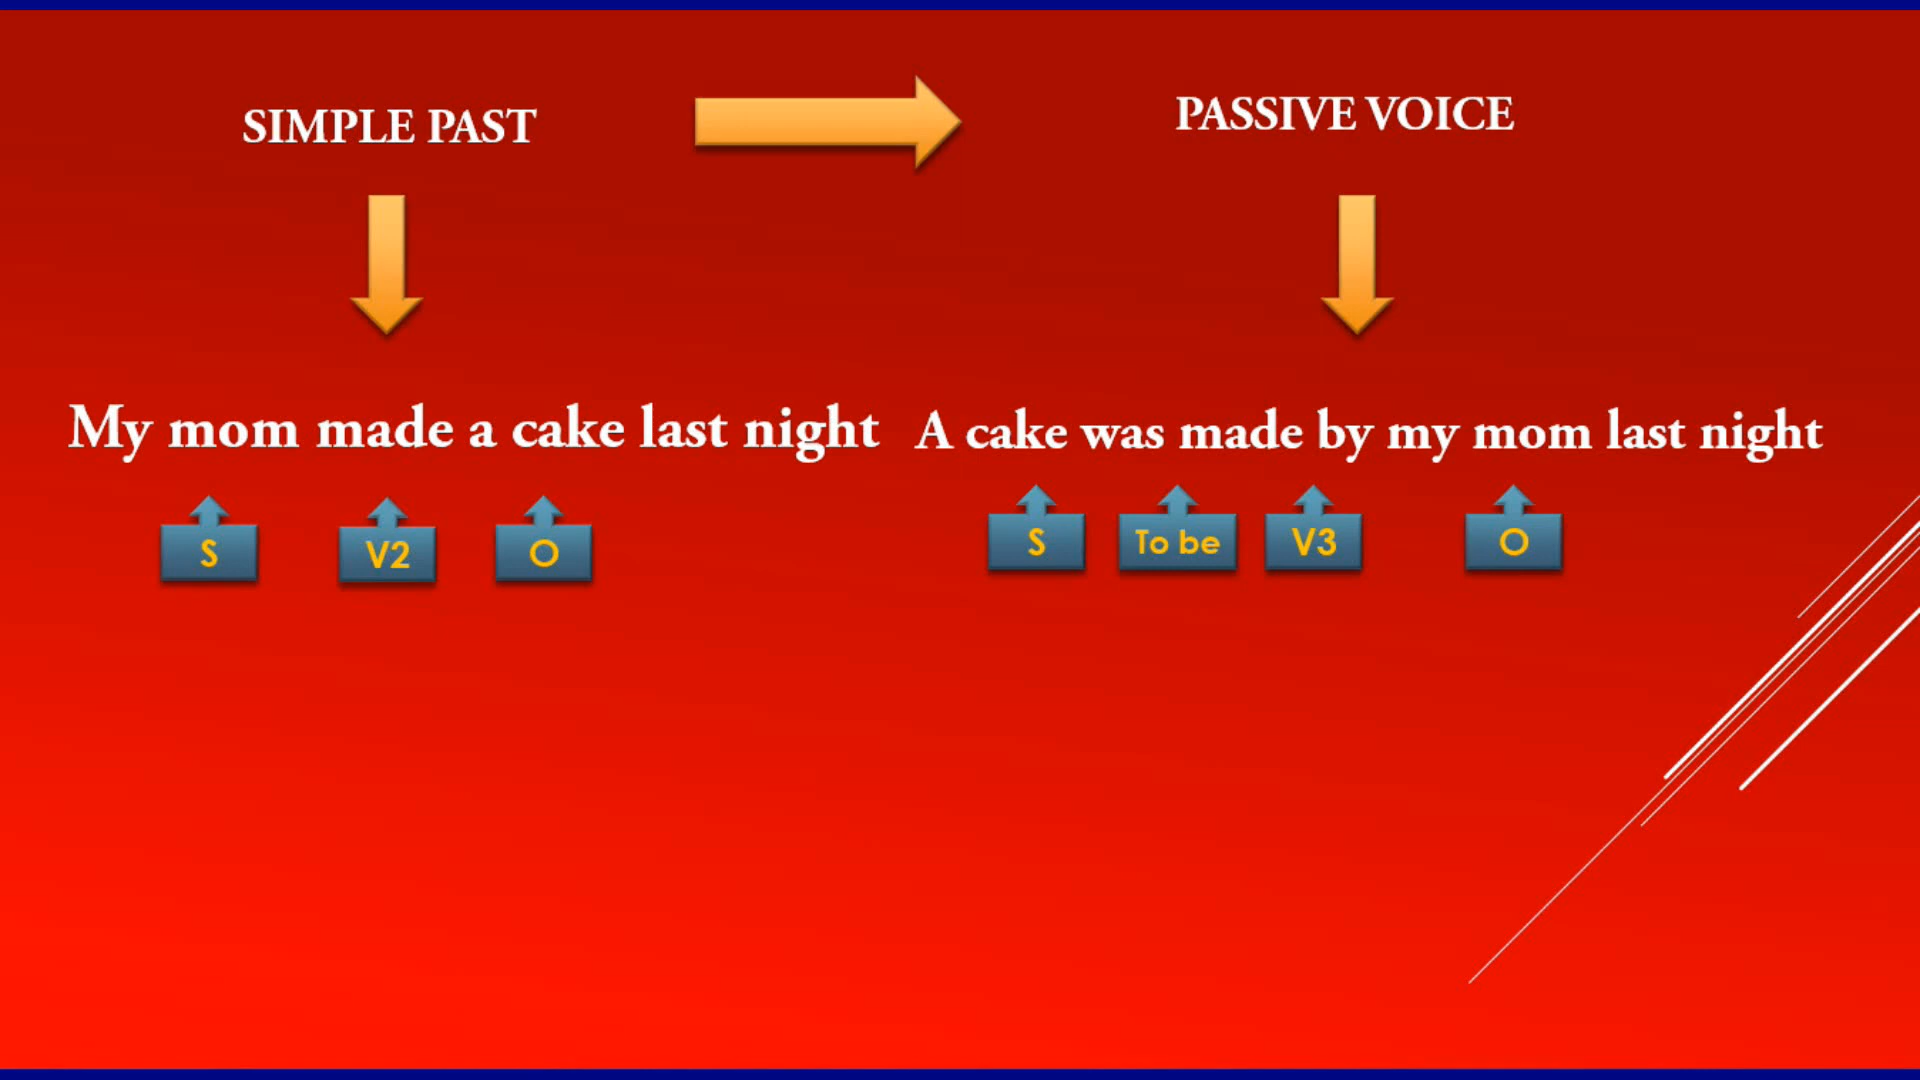 SIMPLE PAST
PASSIVE VOICE
My mom made a cake last night
A cake was made by my mom last night
S V2 O
S To be V3 O